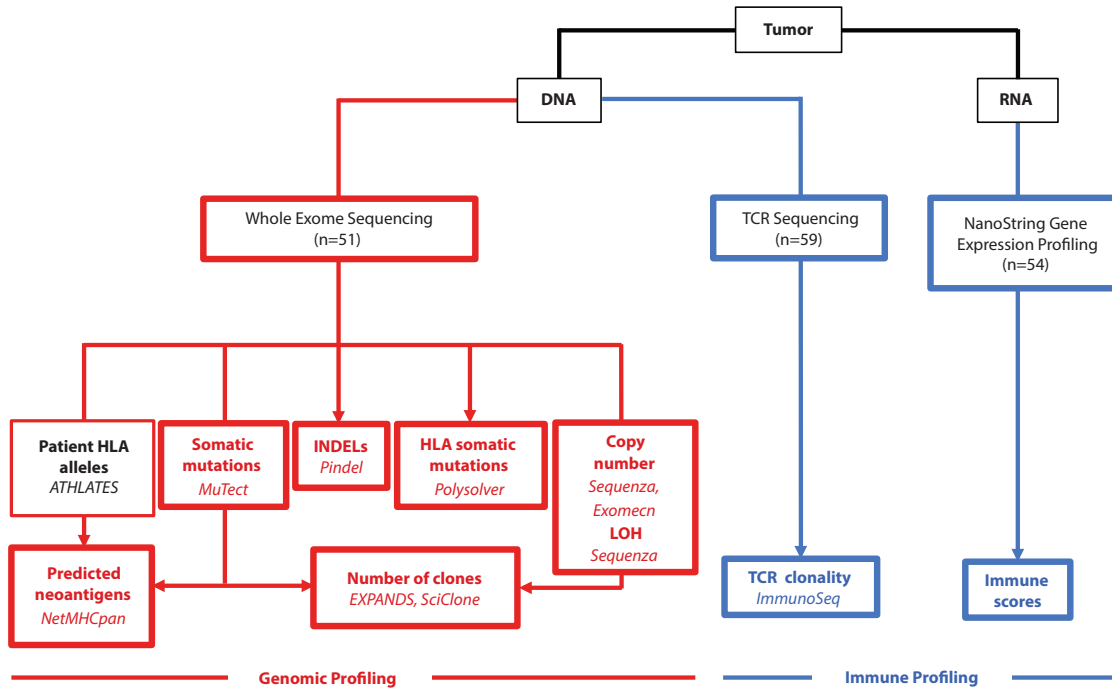 Tumor
DNA
RNA
Whole Exome Sequencing
(n=51)
TCR Sequencing
(n=59)
NanoString Gene
Expression Profiling
(n=54)
Patient HLA
alleles
ATHLATES
Somatic
mutations
MuTect
INDELs
Pindel
HLA somatic
mutations
Polysolver
Copy
number
Sequenza,
Exomecn
LOH
Sequenza
Predicted
neoantigens
NetMHCpan
Number of clones
EXPANDS, SciClone
TCR clonality
ImmunoSeq
Immune
scores
Genomic Profiling
Immune Profiling